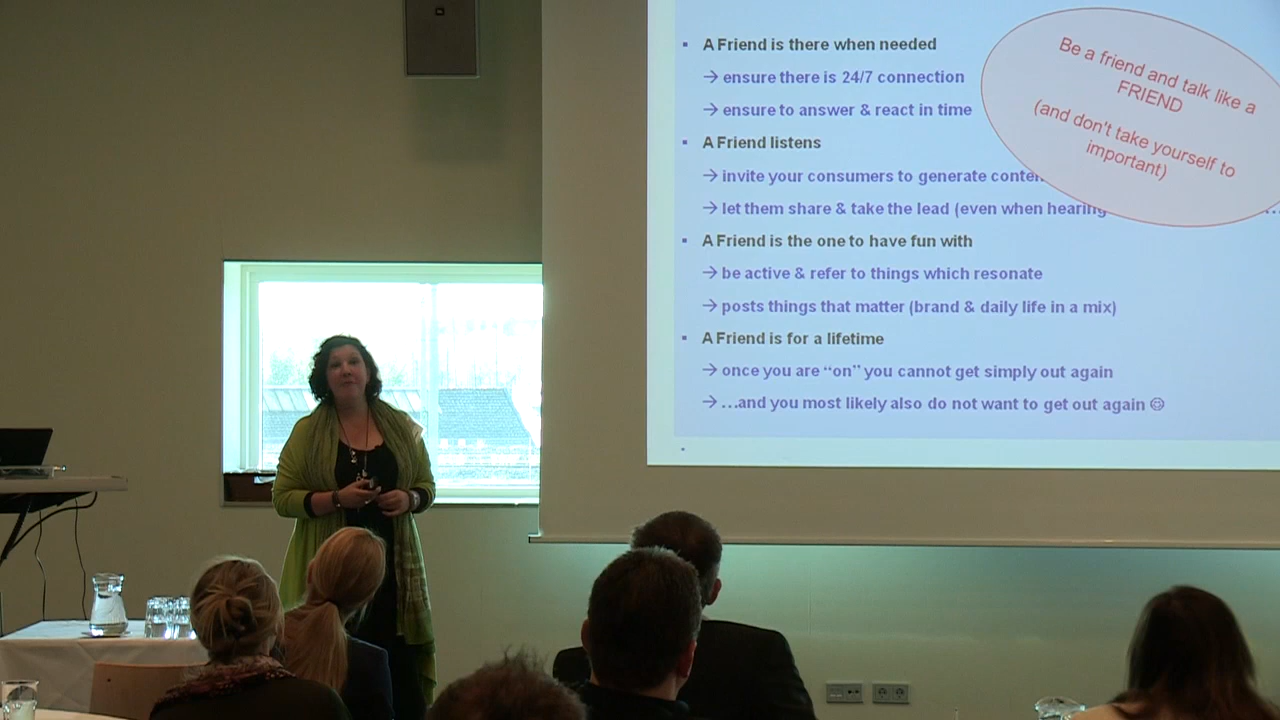 A Friend is there when needed
→ ensure there is 24/7 connection
→ ensure to answer & react in time
A Friend listens
→ invite your consumers to generate
→ let them share & take the lead (even when hearing
A Friend is the one to have fun with
→ be active & refer to things which resonate
→ posts things that matter (brand & daily life in a mix)
A Friend is for a lifetime
→ once you are “on” you cannot get simply out again
→ …and you most likely also do not want to get out again ☺
Be a friend and talk like a
FRIEND
(and don't take yourself to
important)